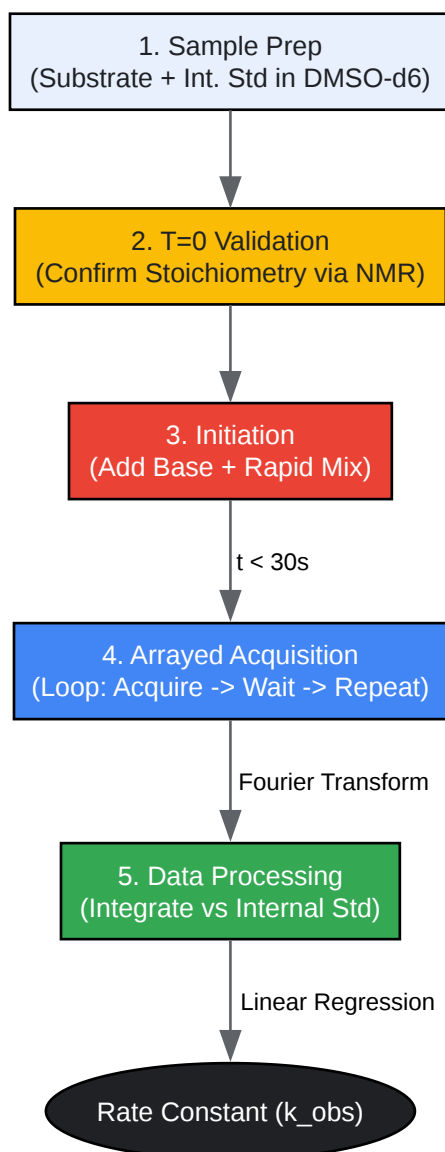 1. Sample Prep
(Substrate + Int. Std in DMSO-d6)
2. T=0 Validation
(Confirm Stoichiometry via NMR)
3. Initiation
(Add Base + Rapid Mix)
t < 30s
4. Arrayed Acquisition
(Loop: Acquire -> Wait -> Repeat)
Fourier Transform
5. Data Processing
(Integrate vs Internal Std)
Linear Regression
Rate Constant (k_obs)